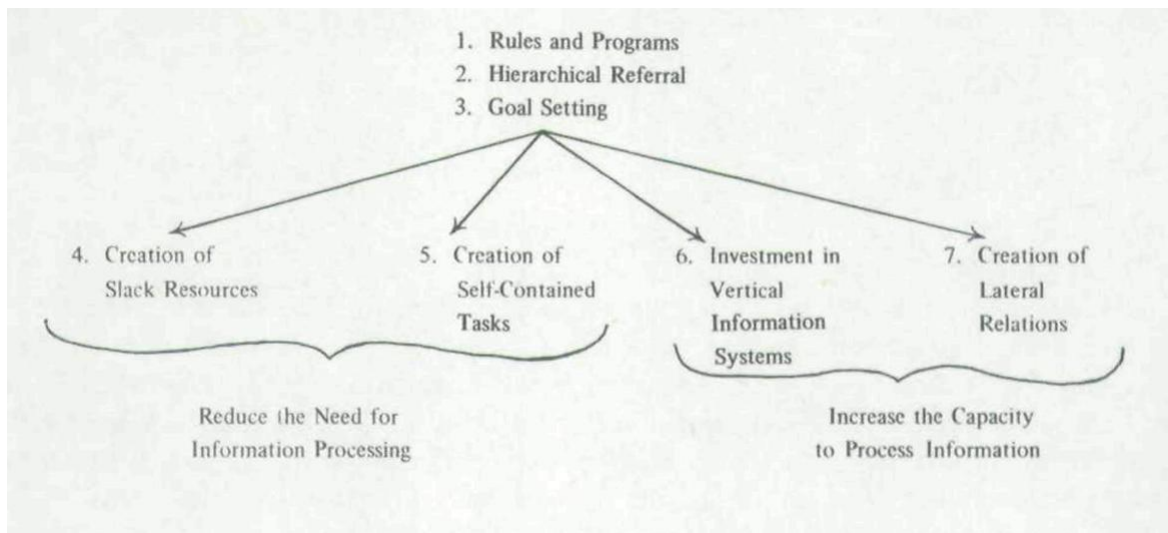 1. Rules and Programs
2. Hierarchical Referral
3. Goal Setting
4. Creation of
Slack Resources
5. Creation of
Self-Contained
Tasks
6. Investment in
Vertical
Information
Systems
7. Creation of
Lateral
Relations
Reduce the Need for
Information Processing
Increase the Capacity
to Process Information